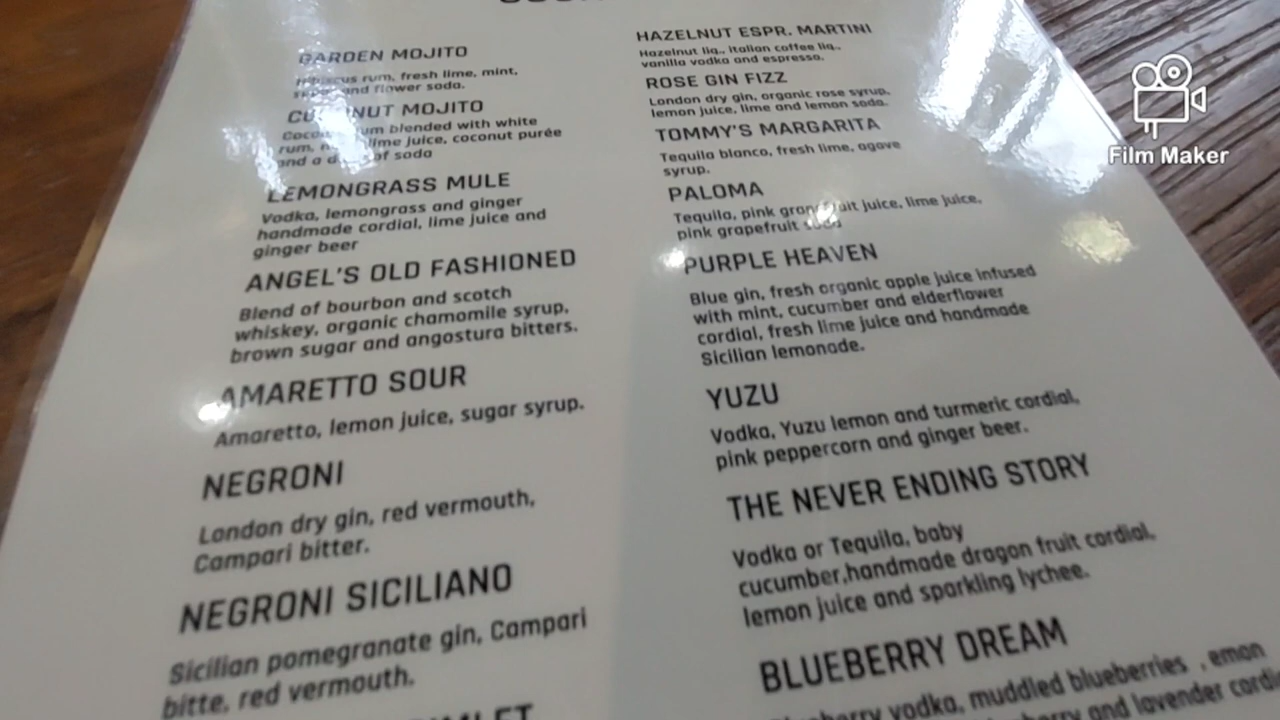 GARDEN MOJITO
rum, fresh lime, mint,
and flower soda.
MOJITO
blended with white
rum, lime juice, coconut purée
and a of soda
LEMONGRASS MULE
Vodka, lemongrass and ginger
handmade cordial, lime juice and
ginger beer
ANGEL'S OLD FASHIONED
Blend of bourbon and scotch
whiskey, organic chamomile syrup,
brown sugar and angostura bitters.
AMARETTO SOUR
Amaretto, lemon juice, sugar syrup.
NEGRONI
London dry gin, red vermouth,
Campari bitter.
NEGRONI SICILIANO
Sicilian pomegranate gin, Campari
bitte, red vermouth.
HAZELNUT ESPR. MARTINI
Hazelnut liq., italian coffee liq.,
vanilla vodka and espresso.
ROSE GIN FIZZ
London dry gin, organic rose syrup,
lemon juice, lime and lemon soda.
TOMMY'S MARGARITA
Tequila blanco, fresh lime, agave
syrup.
PALOMA
Tequila, pink juice, lime juice,
pink grapefruit soda
PURPLE HEAVEN
Blue gin, fresh organic apple juice infused
with mint, cucumber and elderflower
cordial, fresh lime juice and handmade
Sicilian lemonade.
YUZU
Vodka, Yuzu lemon and turmeric cordial,
pink peppercorn and ginger beer.
THE NEVER ENDING STORY
Vodka or Tequila, baby
cucumber,handmade dragon fruit cordial,
lemon juice and sparkling lychee.
BLUEBERRY DREAM
vodka, muddled blueberries
and lavender
Film Maker